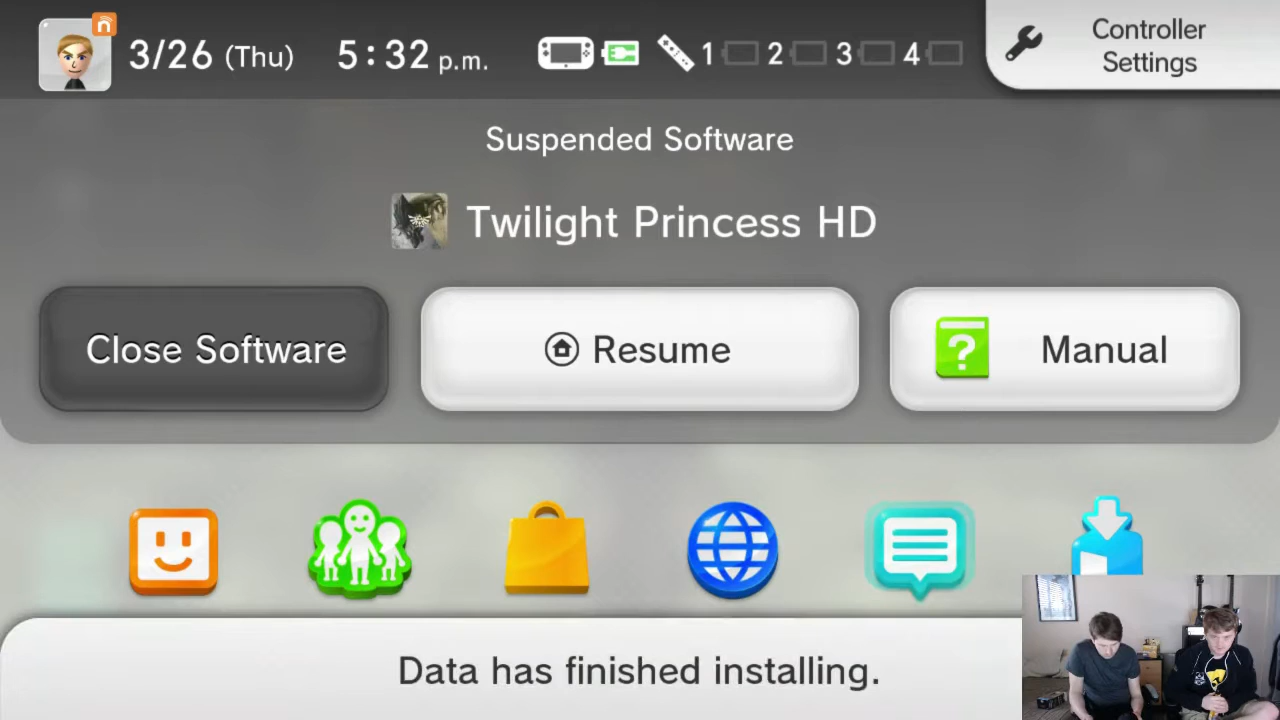 3/26 (Thu) 5:32 p.m. 1 2 3 4
Controller
Settings
Suspended Software
Twilight Princess HD
Close Software
Resume
? Manual
Data has finished installing.